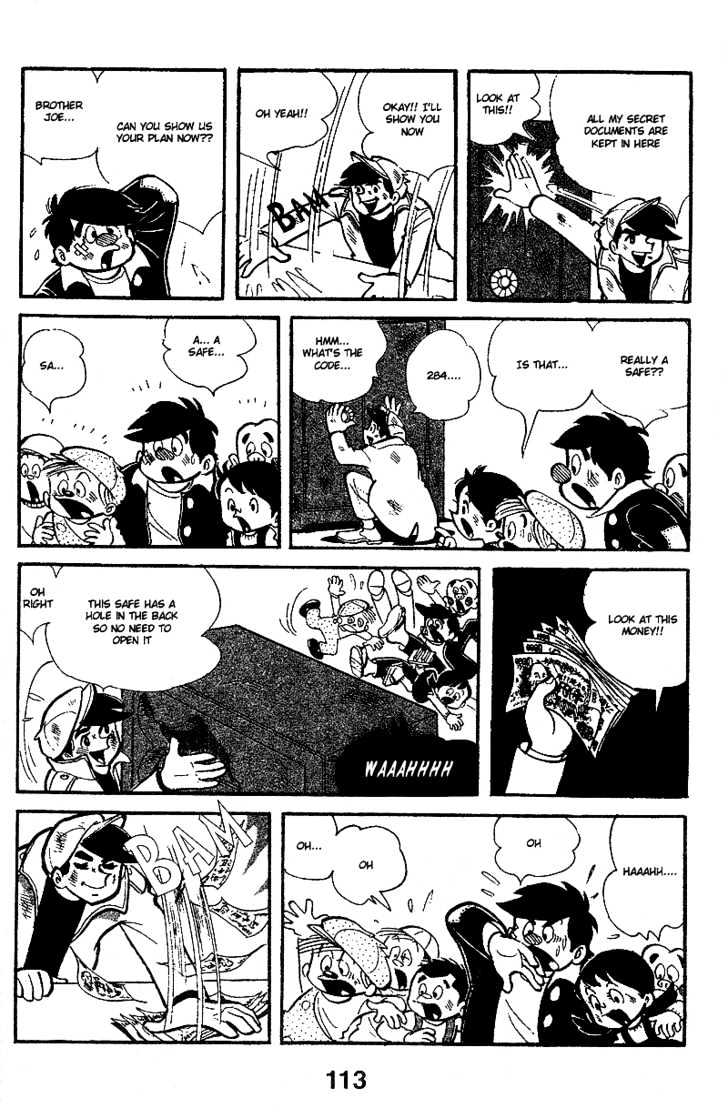 BROTHER
JOE...
CAN YOU SHOW US
YOUR PLAN NOW??
OH YEAH!!
OKAY!! I'LL
SHOW YOU
NOW
BAM
LOOK AT
THIS!!
ALL MY SECRET
DOCUMENTS ARE
KEPT IN HERE
SA...
A... A
SAFE...
HMM...
WHAT'S THE
CODE...
284....
IS THAT...
REALLY A
SAFE??
OH
RIGHT
THIS SAFE HAS A
HOLE IN THE BACK
SO NO NEED TO
OPEN IT
WAAAHHHH
LOOK AT THIS
MONEY!!
BAM
OH...
OH
OH
HAAAHH....
113